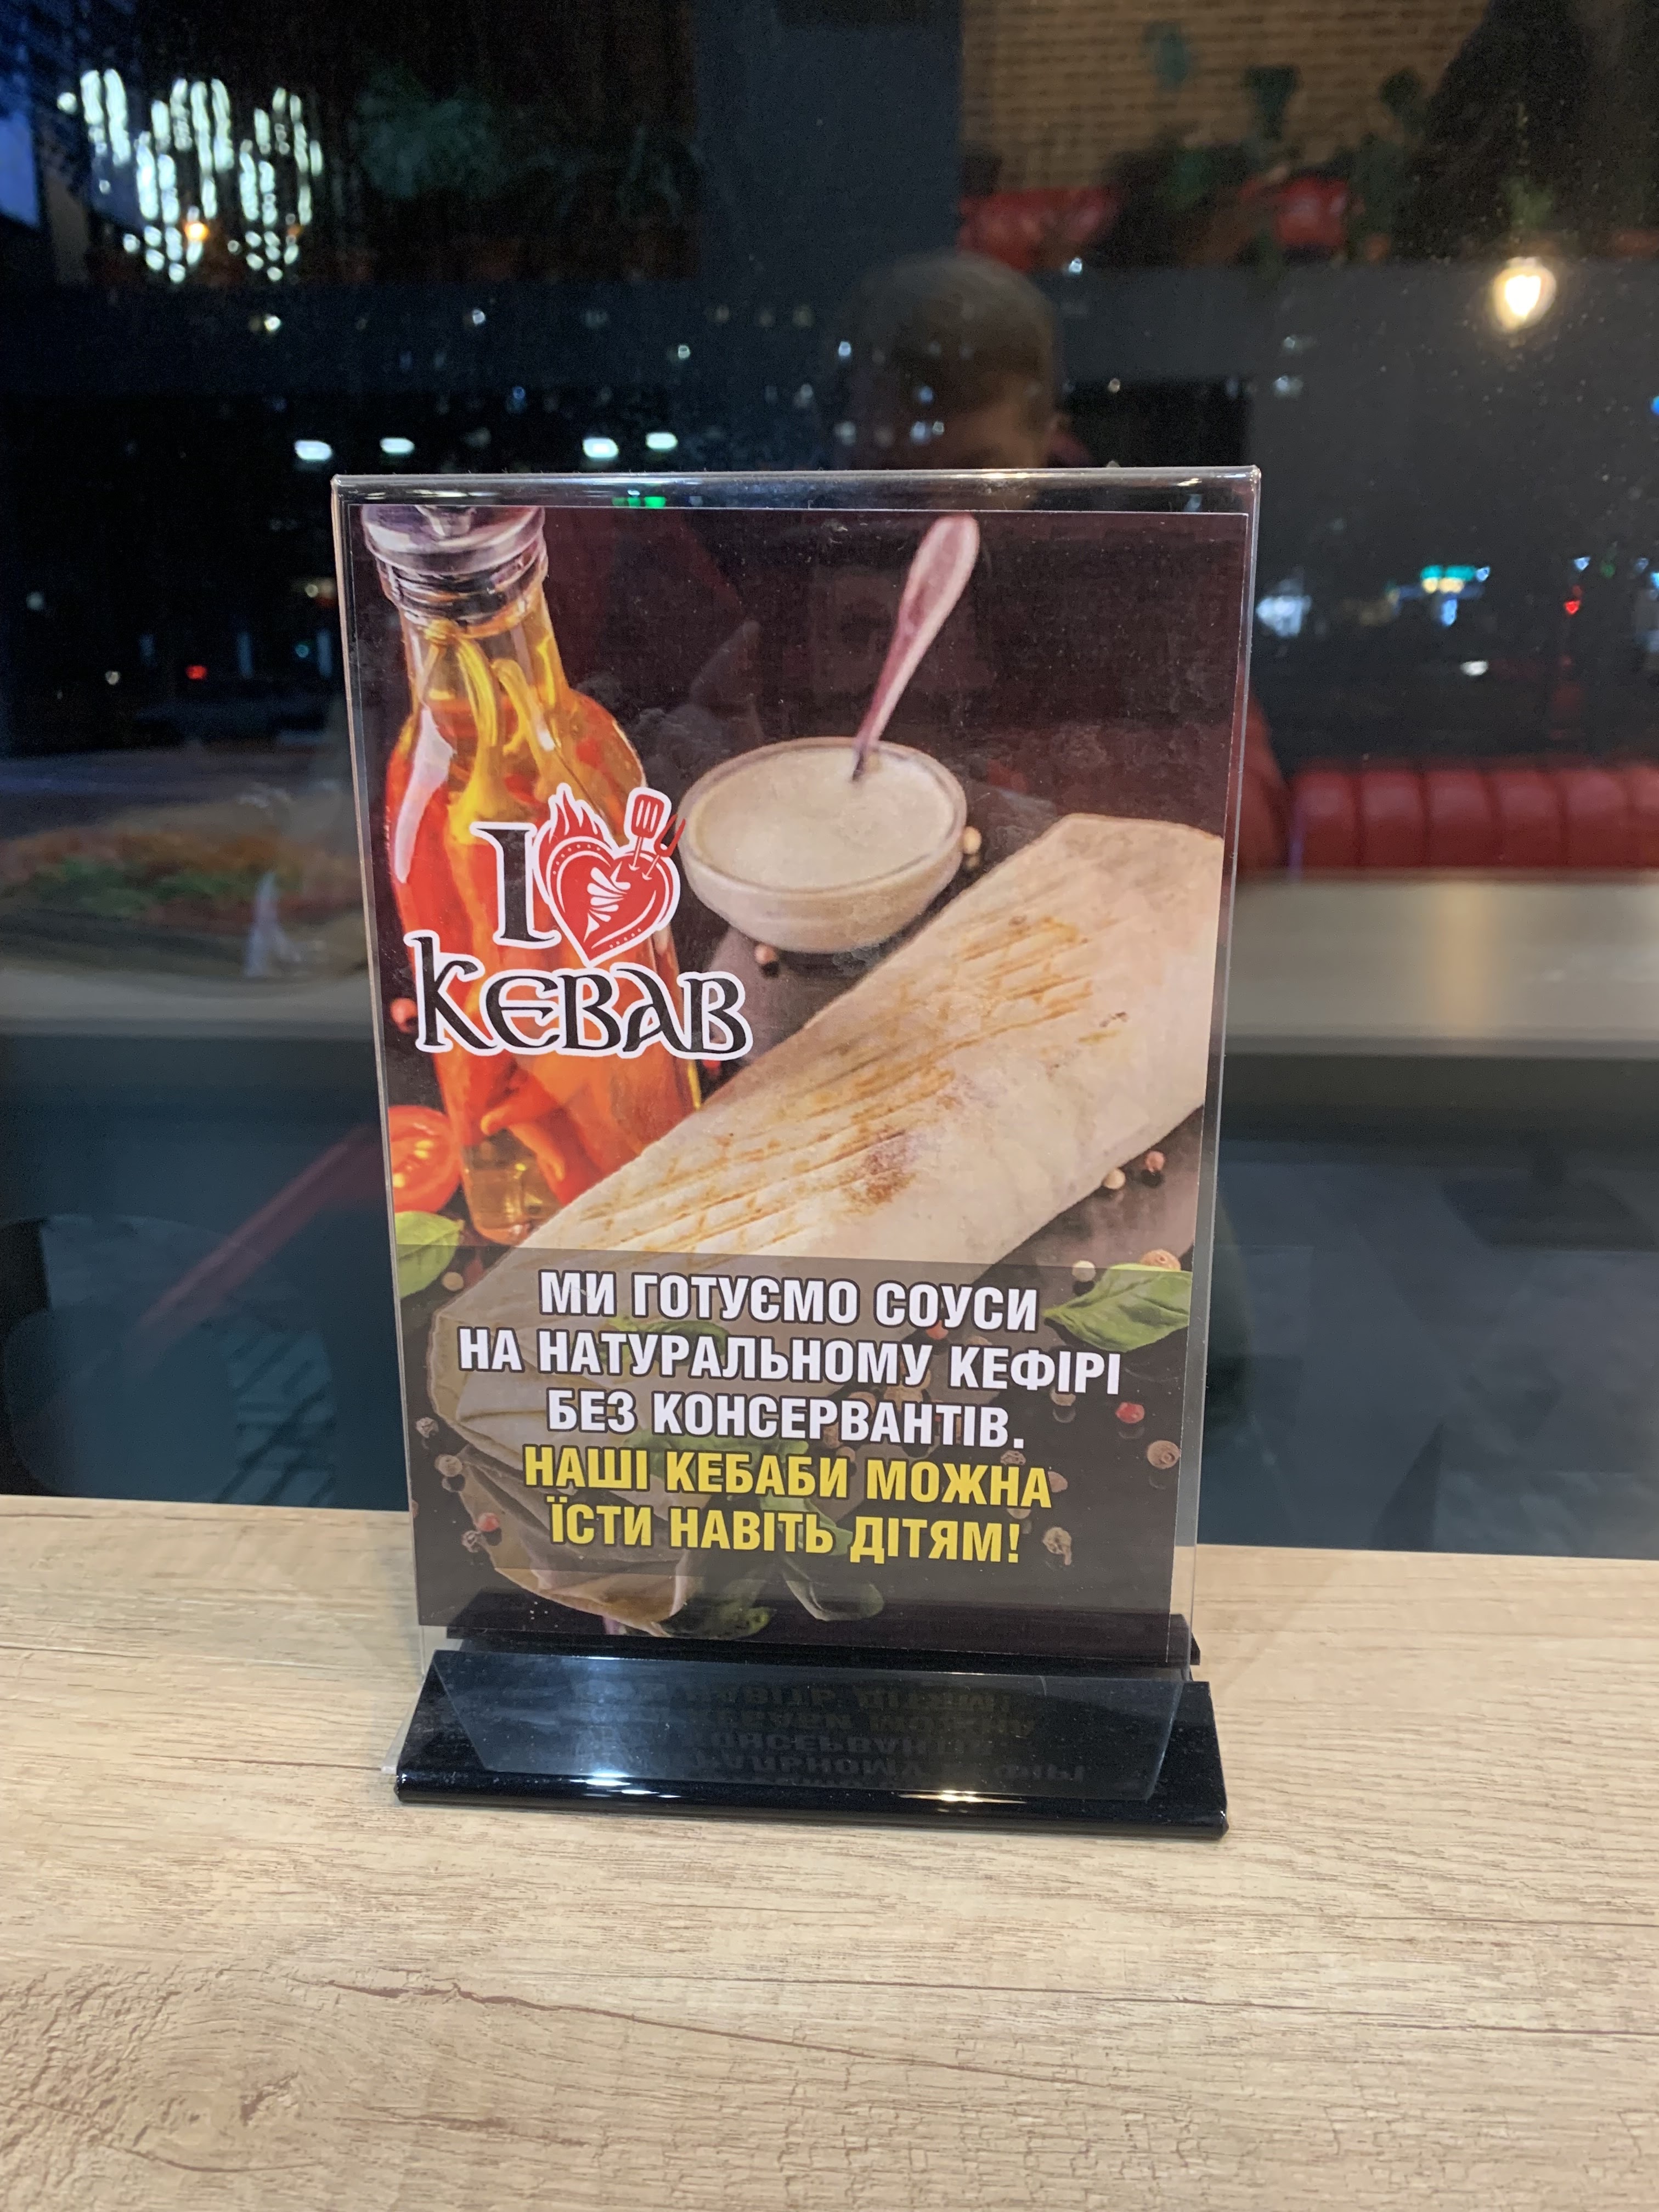 I
KEBAB
МИ ГОТУЄМО СОУСИ
НА НАТУРАЛЬНОМУ КЕФІРІ
БЕЗ КОНСЕРВАНТІВ.
НАШІ КЕБАБИ МОЖНА
ЇСТИ НАВІТЬ ДІТЯМ!